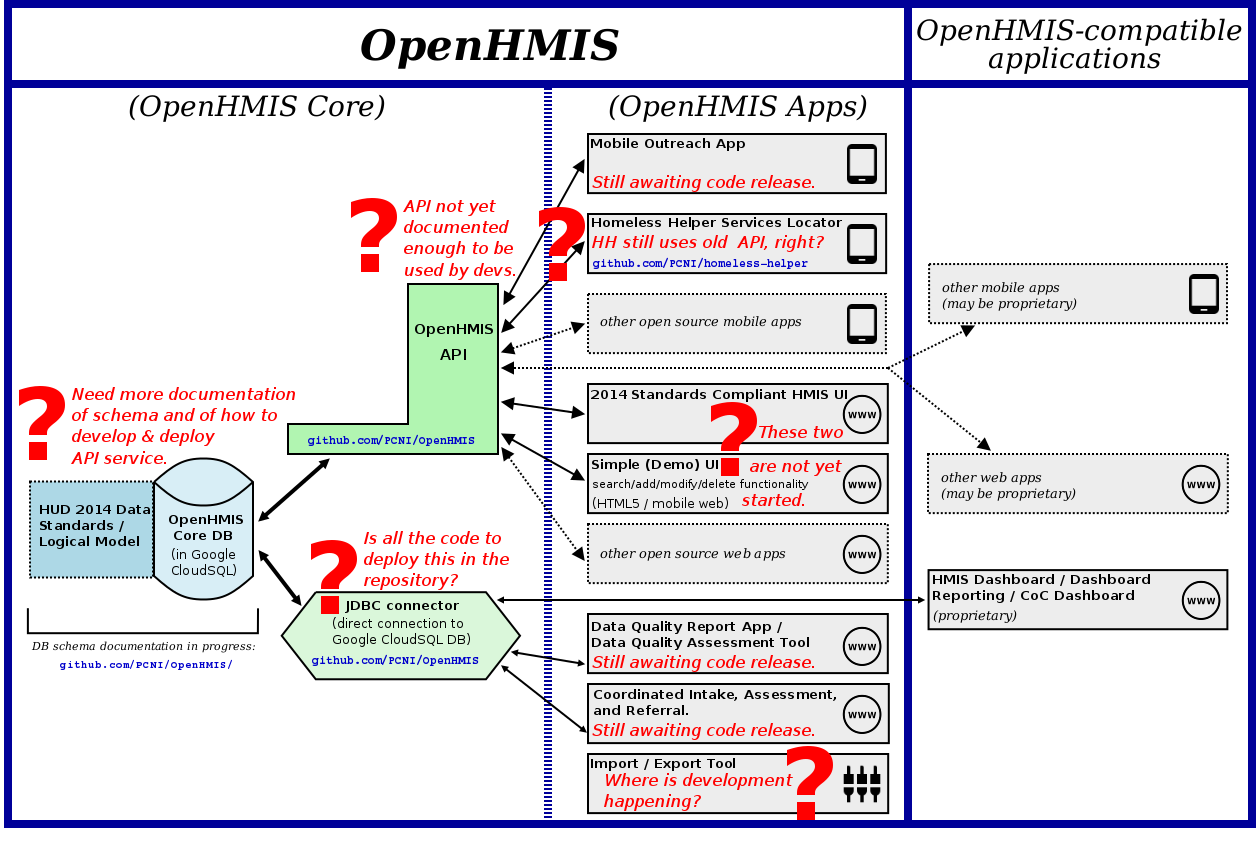 OpenHMIS
OpenHMIS-compatible
applications
(OpenHMIS Core)
(OpenHMIS Apps)
?
API not yet
documented
enough to be
used by devs.
OpenHMIS
API
github.com/PCNI/OpenHMIS
?
Need more documentation
of schema and of how to
develop & deploy
API service.
HUD 2014 Data
Standards /
Logical Model
OpenHMIS
Core DB
(in Google
CloudSQL)
DB schema documentation in progress:
github.com/PCNI/OpenHMIS/
?
Is all the code to
deploy this in the
repository?
JDBC connector
(direct connection to
Google CloudSQL DB)
github.com/PCNI/OpenHMIS
Mobile Outreach App
Still awaiting code release.
?
Homeless Helper Services Locator
HH still uses old API, right?
github.com/PCNI/homeless-helper
other open source mobile apps
2014 Standards Compliant HMIS UI
www
?
These two
Simple (Demo) UI
are not yet
search/add/modify/delete functionality
(HTML5 / mobile web)
started.
www
other open source web apps
www
Data Quality Report App /
Data Quality Assessment Tool
Still awaiting code release.
www
Coordinated Intake, Assessment,
and Referral.
Still awaiting code release.
www
Import / Export Tool
Where is development
happening?
?
other mobile apps
(may be proprietary)
other web apps
(may be proprietary)
www
HMIS Dashboard / Dashboard
Reporting / CoC Dashboard
(proprietary)
www